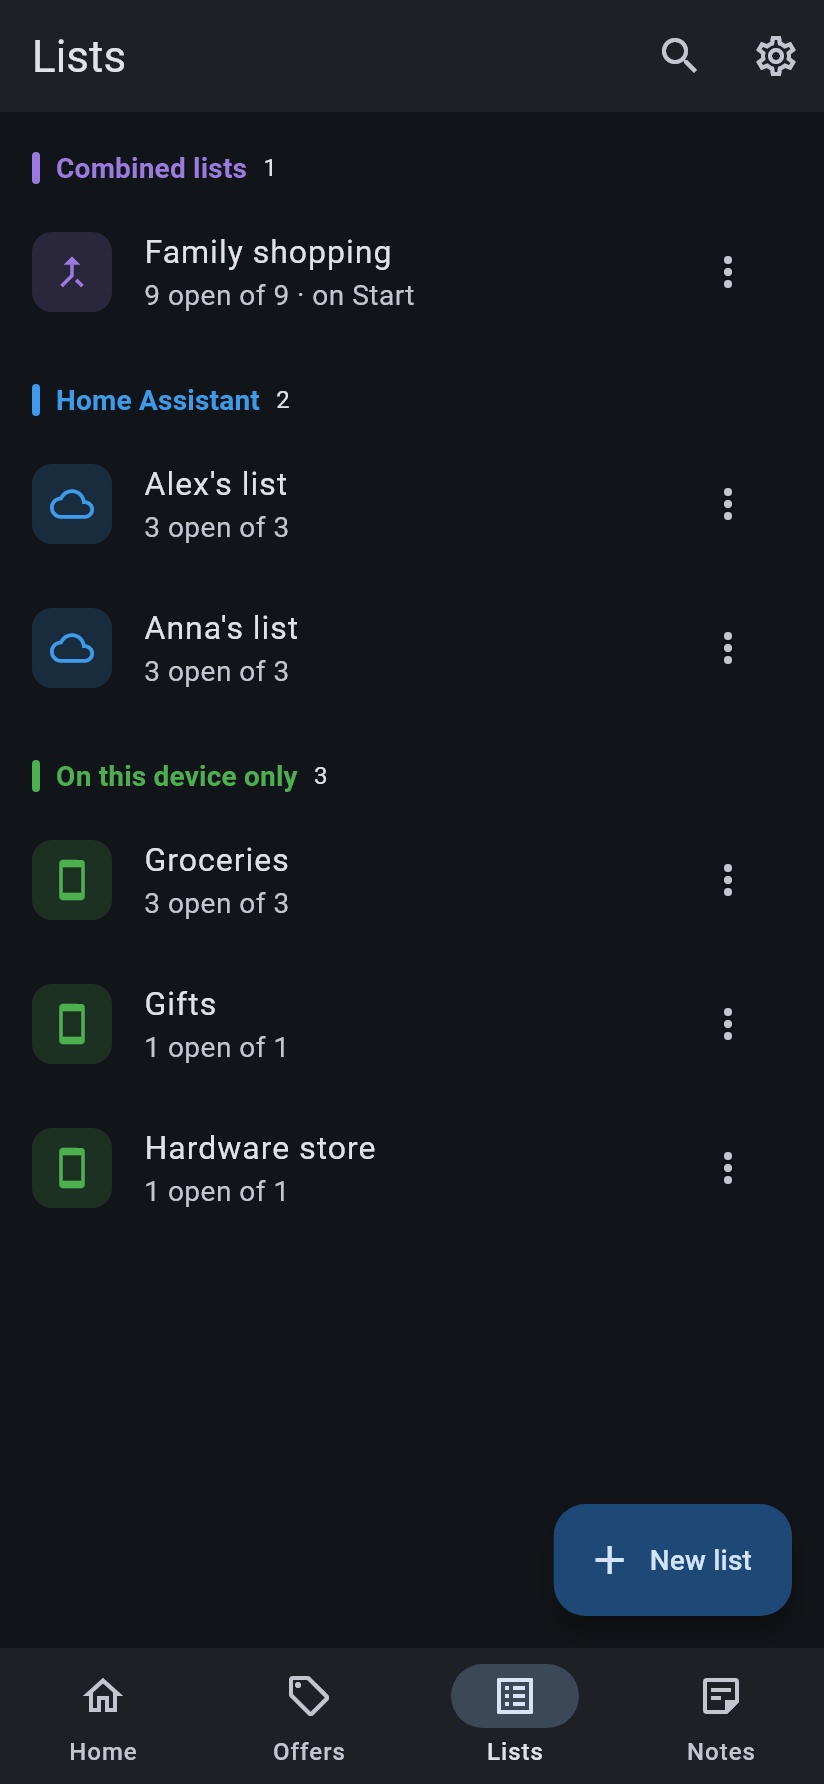 Lists
Combined lists 1
Family shopping
9 open of 9 · on Start
Home Assistant 2
Alex's list
3 open of 3
Anna's list
3 open of 3
On this device only 3
Groceries
3 open of 3
Gifts
1 open of 1
Hardware store
1 open of 1
New list
Home Offers Lists Notes